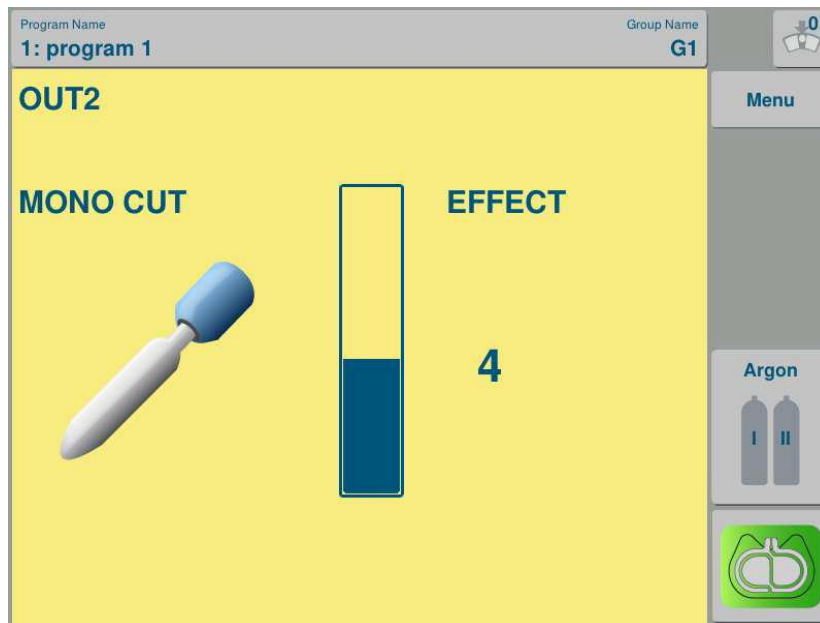 Program Name
1: program 1
Group Name
G1
0
Menu
OUT2
MONO CUT
EFFECT
4
Argon
I II